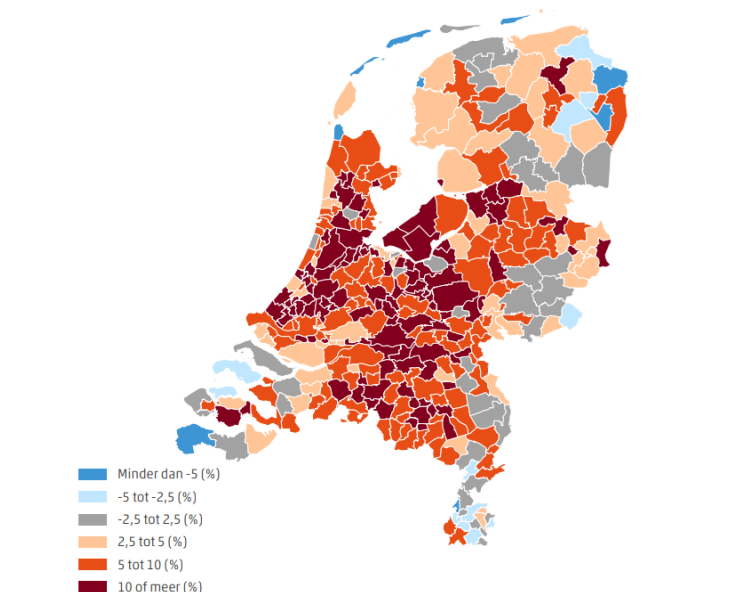 Minder dan -5 (%)
-5 tot -2,5 (%)
-2,5 tot 2,5 (%)
2,5 tot 5 (%)
5 tot 10 (%)
10 of meer (%)